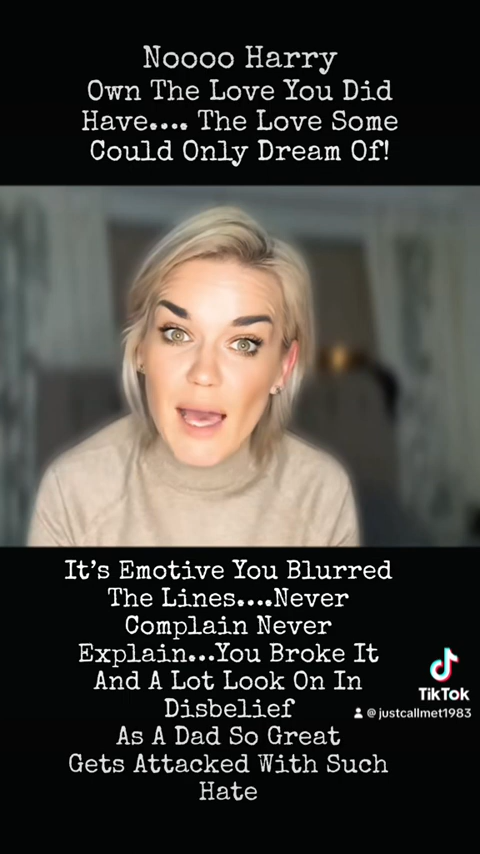 Noooo Harry
Own The Love You Did
Have.... The Love Some
Could Only Dream Of!
It's Emotive You Blurred
The Lines....Never
Complain Never
Explain...You Broke It
And A Lot Look On In
Disbelief
As A Dad So Great
Gets Attacked With Such
Hate
TikTok
@justcallmet1983